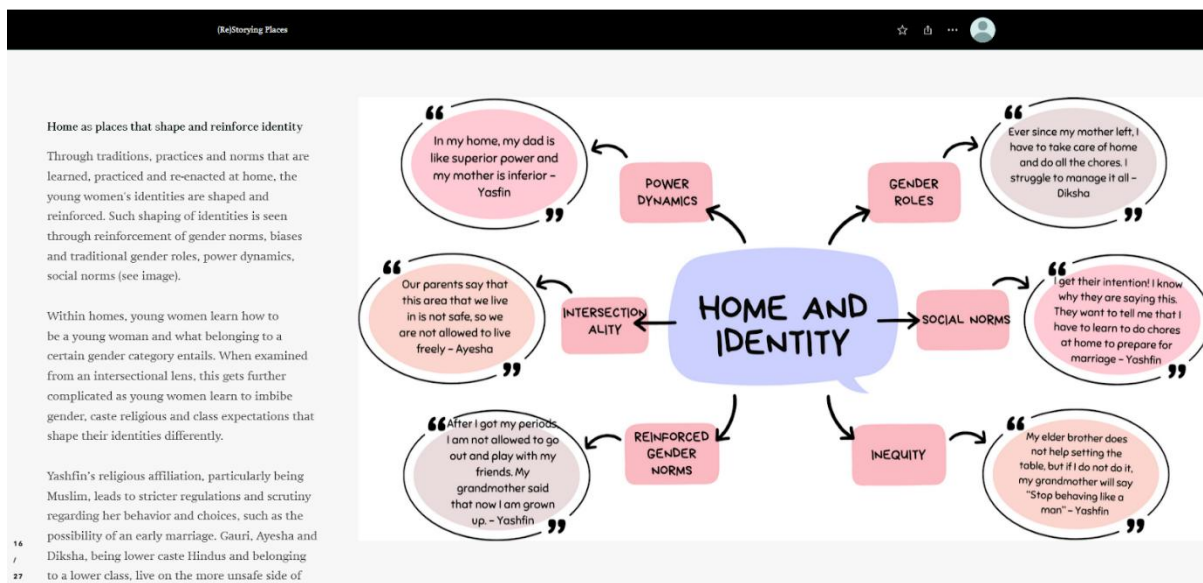 (Re)Storying Places
Home as places that shape and reinforce identity
Through traditions, practices and norms that are
learned, practiced and re-enacted at home, the
young women's identities are shaped and
reinforced. Such shaping of identities is seen
through reinforcement of gender norms, biases
and traditional gender roles, power dynamics,
social norms (see image).
Within homes, young women learn how to
be a young woman and what belonging to a
certain gender category entails. When examined
from an intersectional lens, this gets further
complicated as young women learn to imbibe
gender, caste religious and class expectations that
shape their identities differently.
Yashfin's religious affiliation, particularly being
Muslim, leads to stricter regulations and scrutiny
regarding her behavior and choices, such as the
possibility of an early marriage. Gauri, Ayesha and
Diksha, being lower caste Hindus and belonging
to a lower class, live on the more unsafe side of
16
/
27
HOME AND
IDENTITY
POWER
DYNAMICS
“
In my home, my dad is
like superior power and
my mother is inferior –
Yasfin
”
GENDER
ROLES
“
Ever since my mother left, I
have to take care of home
and do all the chores. I
struggle to manage it all –
Diksha
”
INTERSECTION
ALITY
“
Our parents say that
this area that we live
in is not safe, so we
are not allowed to live
freely – Ayesha
”
SOCIAL NORMS
“
I get their intention! I know
why they are saying this.
They want to tell me that I
have to learn to do chores
at home to prepare for
marriage – Yashfin
”
REINFORCED
GENDER
NORMS
“
After I got my periods,
I am not allowed to go
out and play with my
friends. My
grandmother said
that now I am grown
up. – Yashfin
”
INEQUITY
“
My elder brother does
not help setting the
table, but if I do not do it,
my grandmother will say
"Stop behaving like a
man" – Yashfin
”